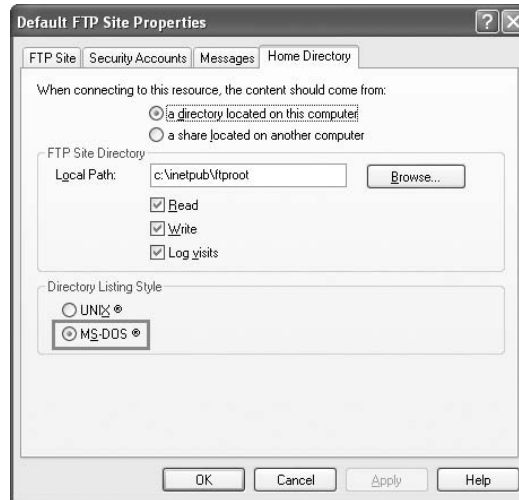 Default FTP Site Properties
FTP Site Security Accounts Messages Home Directory
When connecting to this resource, the content should come from:
a directory located on this computer
a share located on another computer
FTP Site Directory
Local Path: c:\inetpub\ftproot Browse...
Read
Write
Log visits
Directory Listing Style
UNIX ®
MS-DOS ®
OK Cancel Apply Help